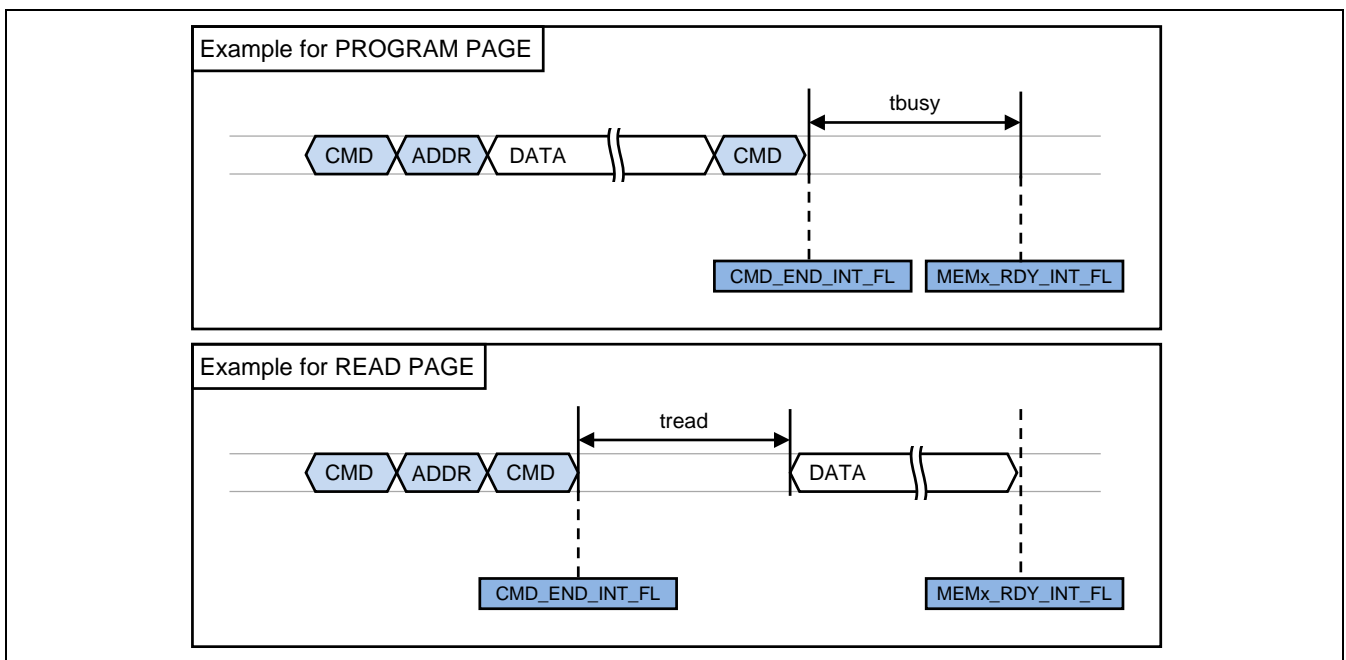 Example for PROGRAM PAGE
tbusy
CMD ADDR DATA CMD
CMD_END_INT_FL MEMx_RDY_INT_FL
Example for READ PAGE
tread
CMD ADDR CMD DATA
CMD_END_INT_FL MEMx_RDY_INT_FL